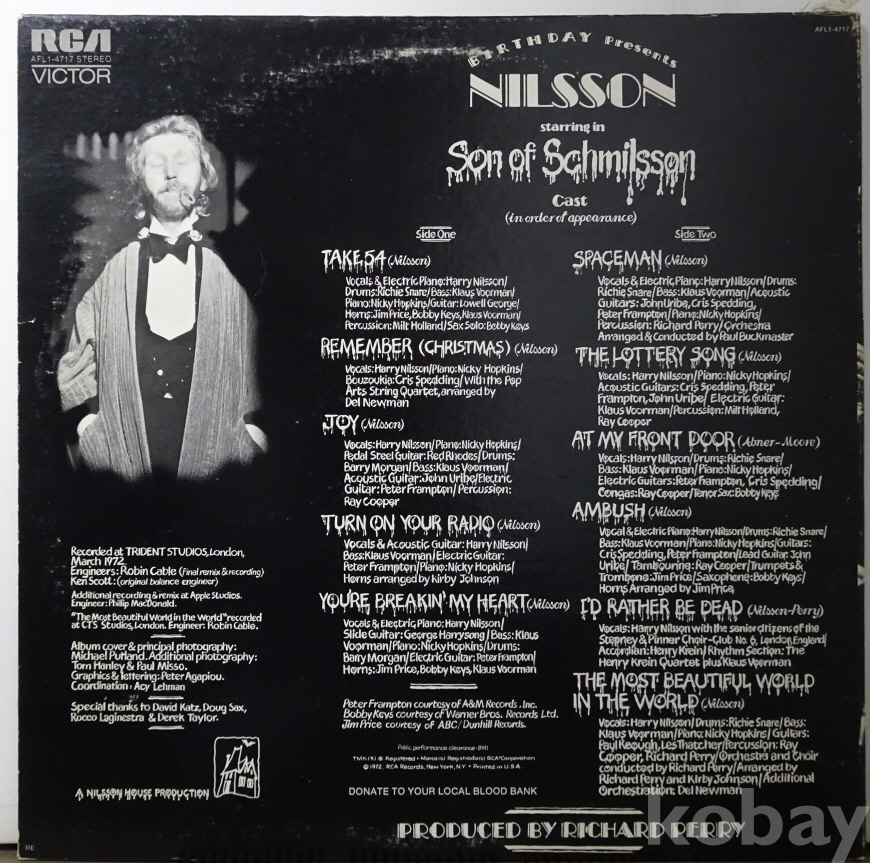 RCA
AFL1-4717 STEREO
VICTOR
AFL1-4717
BIRTHDAY Presents
NILSSON
starring in
Son of Schmilsson
Cast
(in order of appearance)
Side One
TAKE 54 (Nilsson)
Vocals & Electric Piano: Harry Nilsson/
Drums: Richie Snare/ Bass: Klaus Voorman/
Piano: Nicky Hopkins/ Guitar: Lowell George/
Horns: Jim Price, Bobby Keys, Klaus Voorman/
Percussion: Milt Holland/ Sax Solo: Bobby Keys
REMEMBER (CHRISTMAS) (Nilsson)
Vocals: Harry Nilsson/ Piano: Nicky Hopkins/
Bouzoukia: Cris Spedding/ With the Pop
Arts String Quartet, arranged by
Del Newman
JOY (Nilsson)
Vocals: Harry Nilsson/ Piano: Nicky Hopkins/
Pedal Steel Guitar: Red Rhodes/ Drums:
Barry Morgan/ Bass: Klaus Voorman/
Acoustic Guitar: John Uribe/ Electric
Guitar: Peter Frampton/ Percussion:
Ray Cooper
TURN ON YOUR RADIO (Nilsson)
Vocals & Acoustic Guitar: Harry Nilsson/
Bass: Klaus Voorman/ Electric Guitar:
Peter Frampton/ Piano: Nicky Hopkins/
Horns arranged by Kirby Johnson
YOU'RE BREAKIN' MY HEART (Nilsson)
Vocals & Electric Piano: Harry Nilsson/
Slide Guitar: George Harrysong/ Bass: Klaus
Voorman/ Piano: Nicky Hopkins/ Drums:
Barry Morgan/ Electric Guitar: Peter Frampton/
Horns: Jim Price, Bobby Keys, Klaus Voorman
Peter Frampton courtesy of A&M Records, Inc.
Bobby Keys courtesy of Warner Bros. Records Ltd.
Jim Price courtesy of ABC/Dunhill Records.
Public performance clearance-BMI
TMK(s) ® Registered • Marca(s) Registrada(s) RCA Corporation
© 1972, RCA Records, New York, N.Y. • Printed in U.S.A.
DONATE TO YOUR LOCAL BLOOD BANK
Side Two
SPACEMAN (Nilsson)
Vocals & Electric Piano: Harry Nilsson/ Drums:
Richie Snare/ Bass: Klaus Voorman/ Acoustic
Guitars: John Uribe, Cris Spedding,
Peter Frampton/ Piano: Nicky Hopkins/
Percussion: Richard Perry/ Orchestra
Arranged & Conducted by Paul Buckmaster
THE LOTTERY SONG (Nilsson)
Vocals: Harry Nilsson/ Piano: Nicky Hopkins/
Acoustic Guitars: Cris Spedding, Peter
Frampton, John Uribe/ Electric Guitar:
Klaus Voorman/ Percussion: Milt Holland,
Ray Cooper
AT MY FRONT DOOR (Abner-Moore)
Vocals: Harry Nilsson/ Drums: Richie Snare/
Bass: Klaus Voorman/ Piano: Nicky Hopkins/
Electric Guitars: Peter Frampton, Cris Spedding/
Congas: Ray Cooper/ Tenor Sax: Bobby Keys
AMBUSH (Nilsson)
Vocal & Electric Piano: Harry Nilsson/ Drums: Richie Snare/
Bass: Klaus Voorman/ Piano: Nicky Hopkins/ Guitars:
Cris Spedding, Peter Frampton/ Lead Guitar: John
Uribe/ Tambourine: Ray Cooper/ Trumpets &
Trombone: Jim Price/ Saxophone: Bobby Keys/
Horns Arranged by Jim Price
I'D RATHER BE DEAD (Nilsson-Perry)
Vocals: Harry Nilsson with the senior citizens of the
Stepney & Pinner Choir-Club No. 6, London, England/
Accordian: Henry Krein/ Rhythm Section: The
Henry Krein Quartet plus Klaus Voorman
THE MOST BEAUTIFUL WORLD
IN THE WORLD (Nilsson)
Vocals: Harry Nilsson/ Drums: Richie Snare/ Bass:
Klaus Voorman/ Piano: Nicky Hopkins/ Guitars:
Paul Keough, Les Thatcher/ Percussion: Ray
Cooper, Richard Perry/ Orchestra and Choir
conducted by Richard Perry/ Arranged by
Richard Perry and Kirby Johnson/ Additional
Orchestration: Del Newman
Recorded at TRIDENT STUDIOS, London,
March 1972
Engineers: Robin Cable (final remix & recording)
Ken Scott: (original balance engineer)
Additional recording & remix at Apple Studios.
Engineer: Phillip MacDonald.
"The Most Beautiful World in the World" recorded
at CTS Studios, London. Engineer: Robin Cable.
Album cover & principal photography:
Michael Putland. Additional photography:
Tom Hanley & Paul Misso.
Graphics & lettering: Peter Agapiou.
Coordination: Acy Lehman
Special thanks to David Katz, Doug Sax,
Rocco Laginestra & Derek Taylor.
A NILSSON HOUSE PRODUCTION
PRODUCED BY RICHARD PERRY
RE
kobay